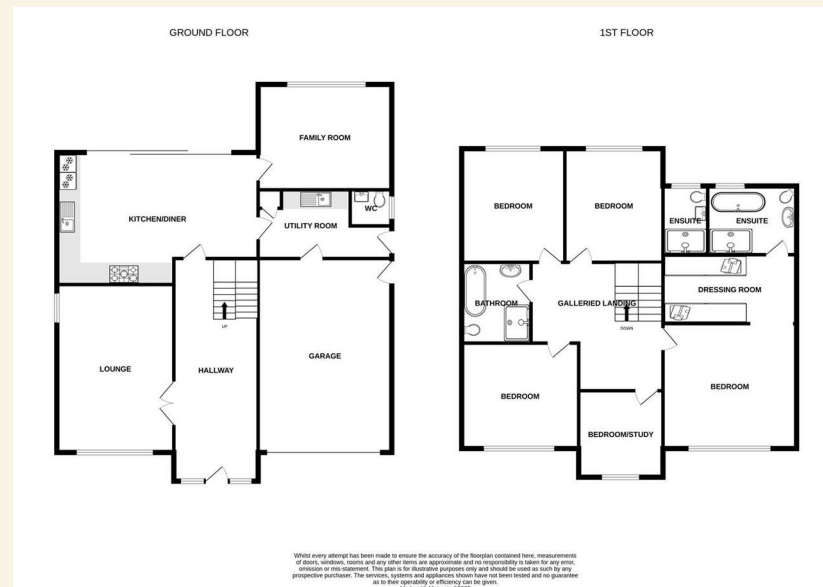 GROUND FLOOR
1ST FLOOR
FAMILY ROOM
KITCHEN/DINER
UTILITY ROOM
WC
LOUNGE
HALLWAY
UP
GARAGE
BEDROOM
BEDROOM
ENSUITE
ENSUITE
BATHROOM
GALLERIED LANDING
DOWN
DRESSING ROOM
BEDROOM
BEDROOM
BEDROOM/STUDY
Whilst every attempt has been made to ensure the accuracy of the floorplan contained here, measurements
of doors, windows, rooms and any other items are approximate and no responsibility is taken for any error,
omission or mis-statement. This plan is for illustrative purposes only and should be used as such by any
prospective purchaser. The services, systems and appliances shown have not been tested and no guarantee
as to their operability or efficiency can be given.